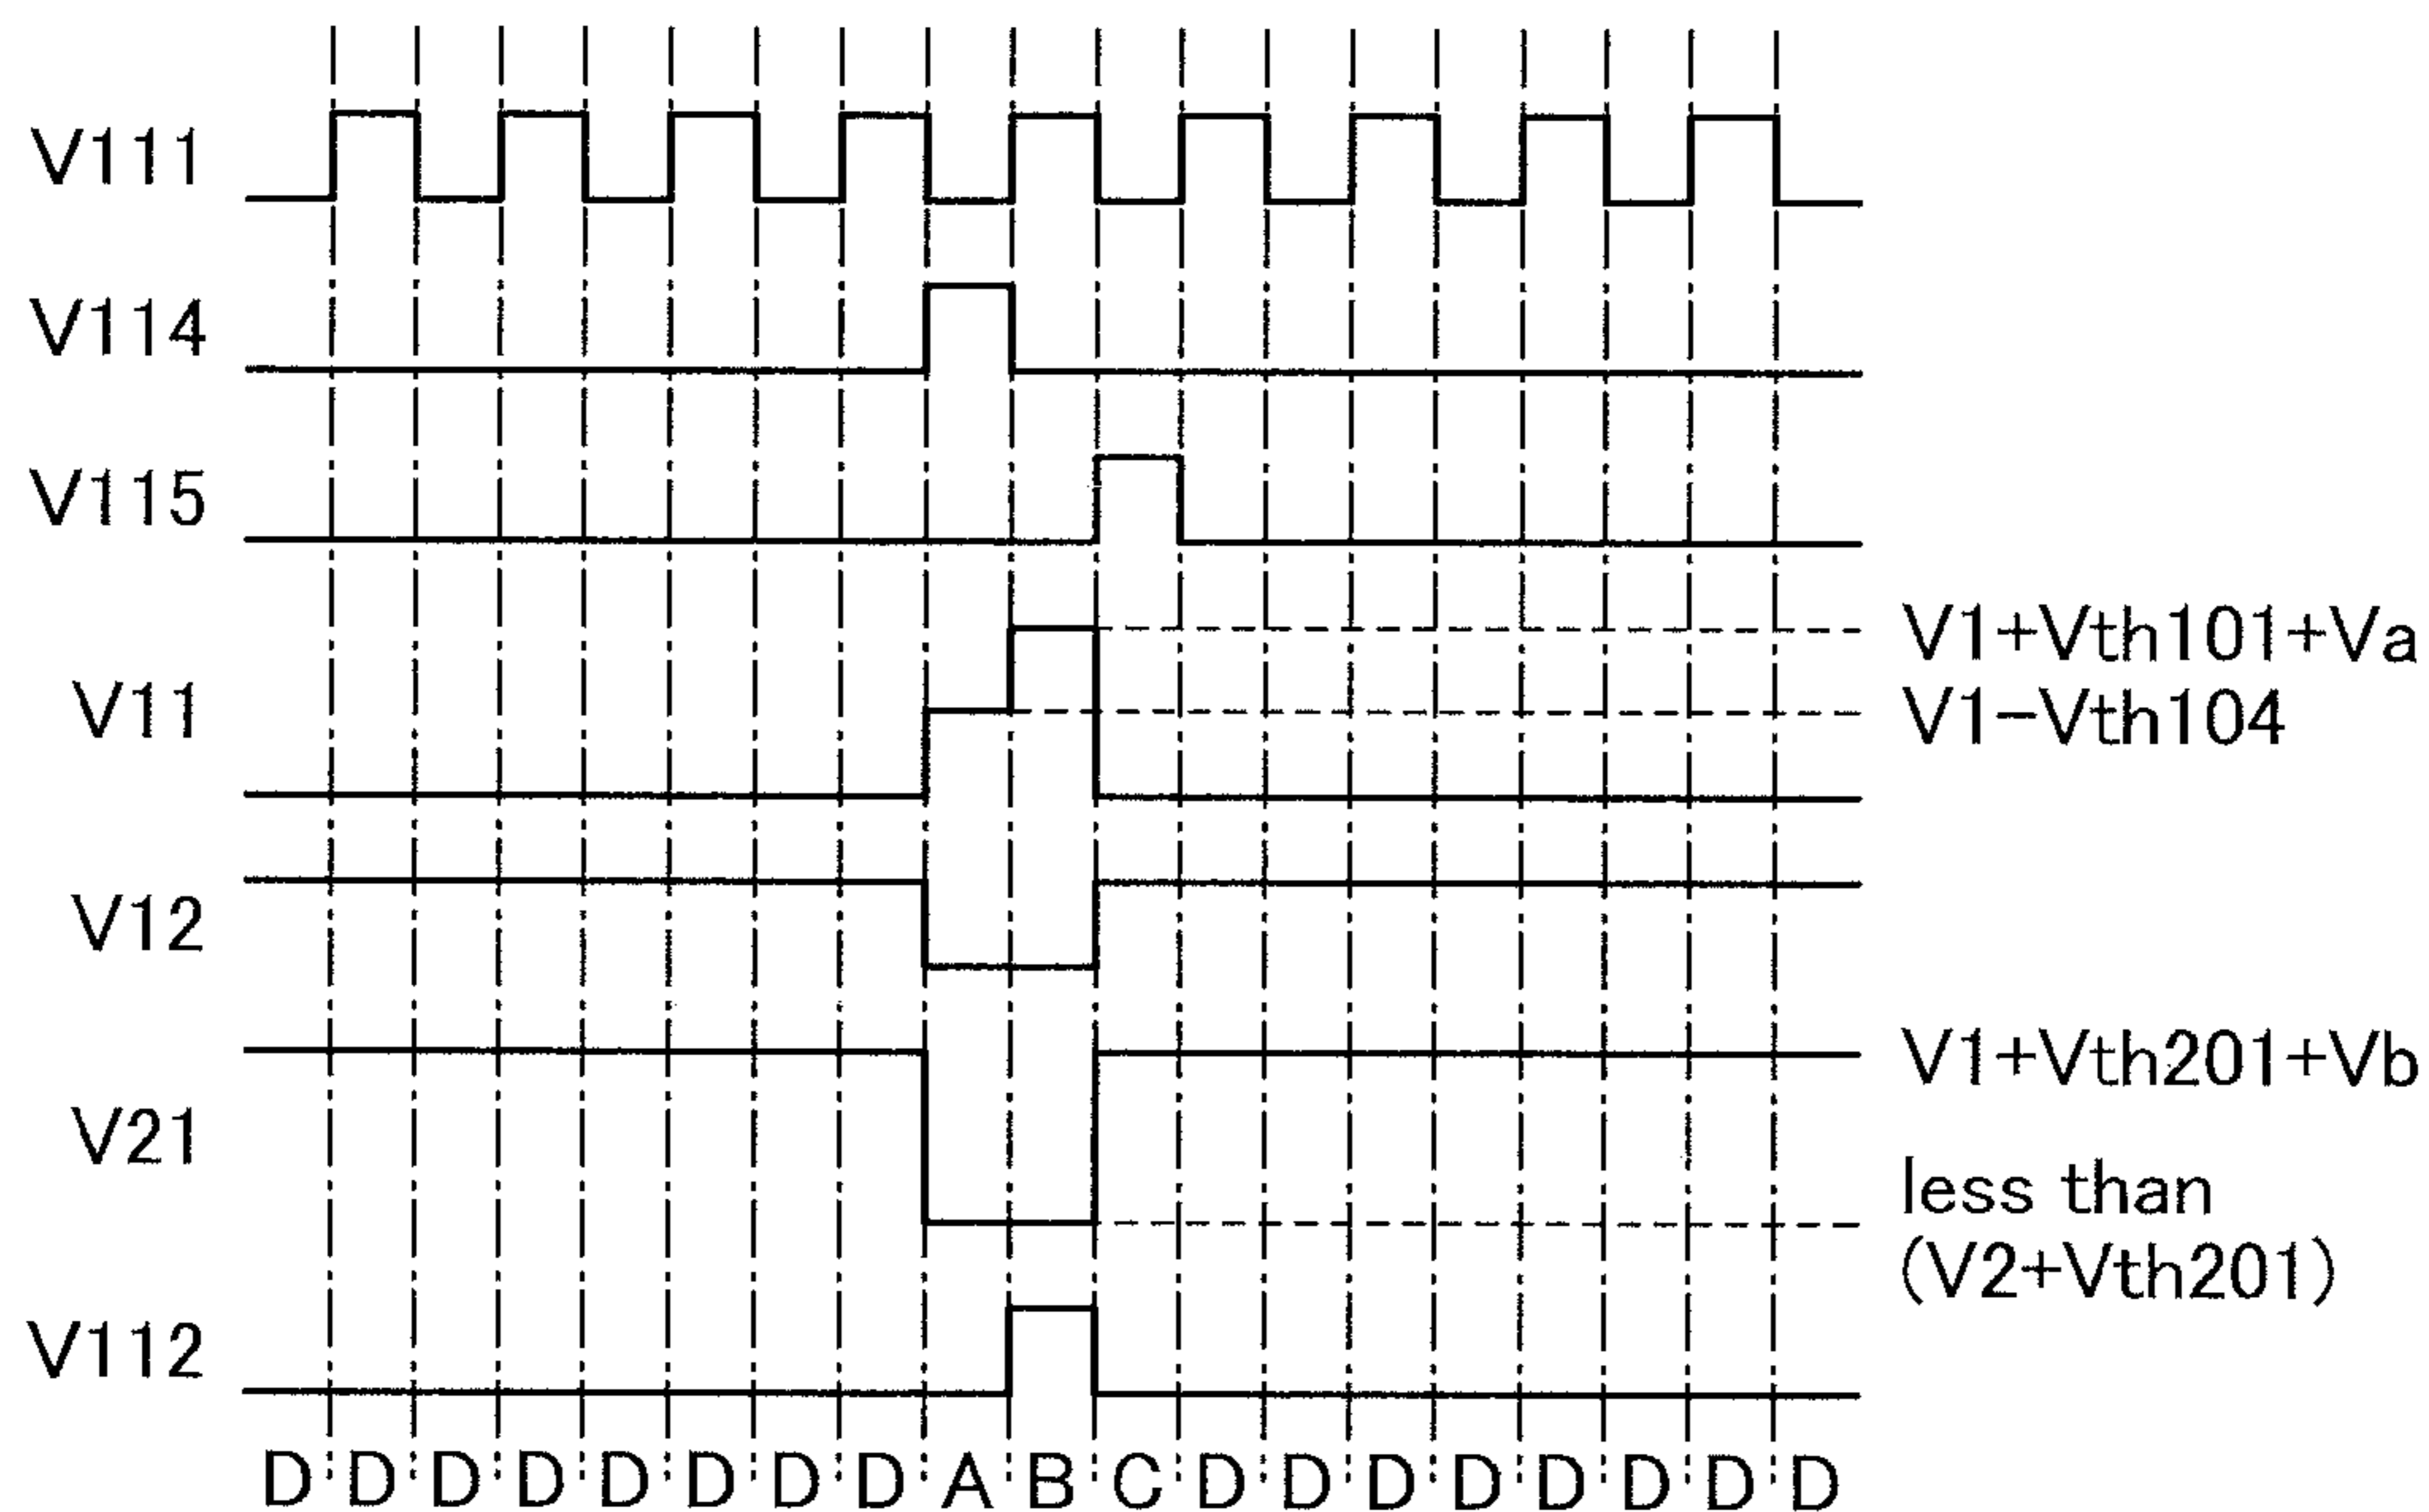 V111
V114
V115
V1+Vth101+Va
V11
V1-Vth104
V12
V1+Vth201+Vb
V21
less than
(V2+Vth201)
V112
D D D D D D D D A B C D D D D D D D D